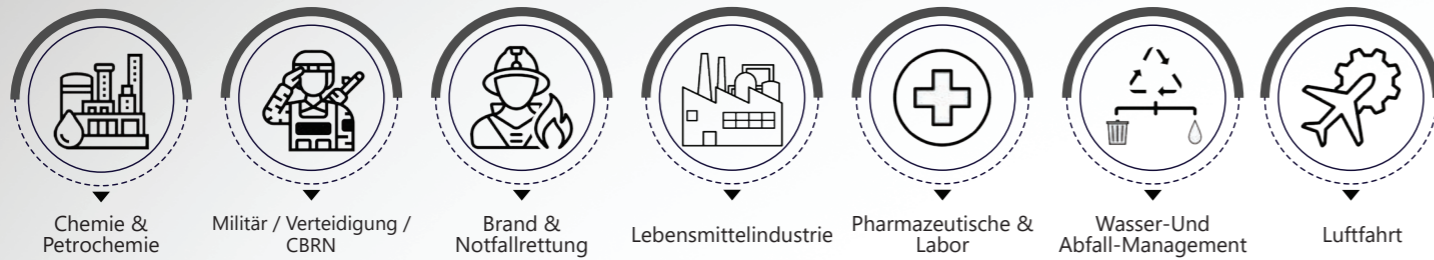 Chemie &
Petrochemie
Militär / Verteidigung /
CBRN
Brand &
Notfallrettung
Lebensmittelindustrie
Pharmazeutische &
Labor
Wasser-Und
Abfall-Management
Luftfahrt